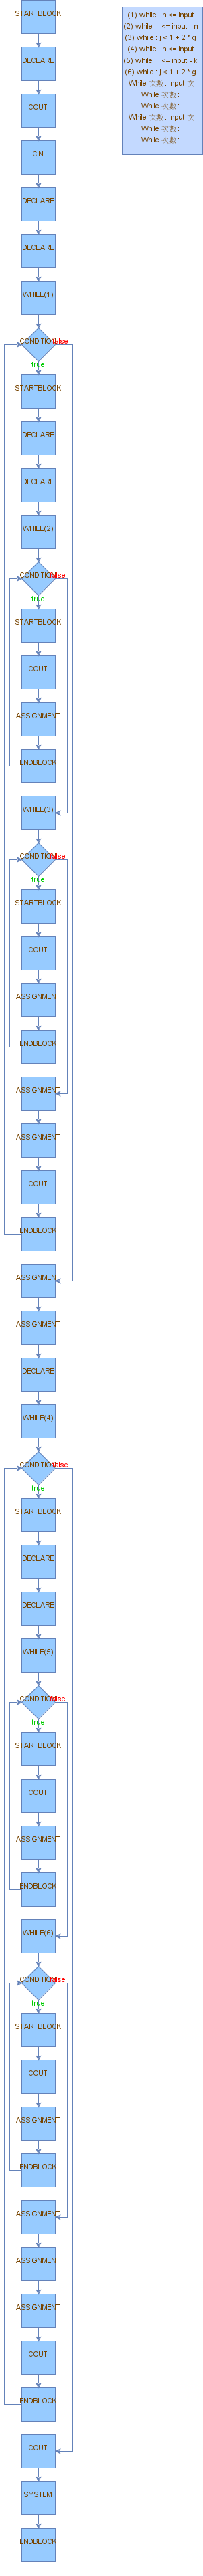 STARTBLOCK
DECLARE
COUT
CIN
DECLARE
DECLARE
WHILE(1)
CONDITION false
true
STARTBLOCK
DECLARE
DECLARE
WHILE(2)
CONDITION false
true
STARTBLOCK
COUT
ASSIGNMENT
ENDBLOCK
WHILE(3)
CONDITION false
true
STARTBLOCK
COUT
ASSIGNMENT
ENDBLOCK
ASSIGNMENT
ASSIGNMENT
COUT
ENDBLOCK
ASSIGNMENT
ASSIGNMENT
DECLARE
WHILE(4)
CONDITION false
true
STARTBLOCK
DECLARE
DECLARE
WHILE(5)
CONDITION false
true
STARTBLOCK
COUT
ASSIGNMENT
ENDBLOCK
WHILE(6)
CONDITION false
true
STARTBLOCK
COUT
ASSIGNMENT
ENDBLOCK
ASSIGNMENT
ASSIGNMENT
ASSIGNMENT
COUT
ENDBLOCK
COUT
SYSTEM
ENDBLOCK
(1) while : n <= input
(2) while : i <= input - n
(3) while : j < 1 + 2 * g
(4) while : n <= input
(5) while : i <= input - k
(6) while : j < 1 + 2 * g
While 次數 : input 次
While 次數 :
While 次數 :
While 次數 : input 次
While 次數 :
While 次數 :